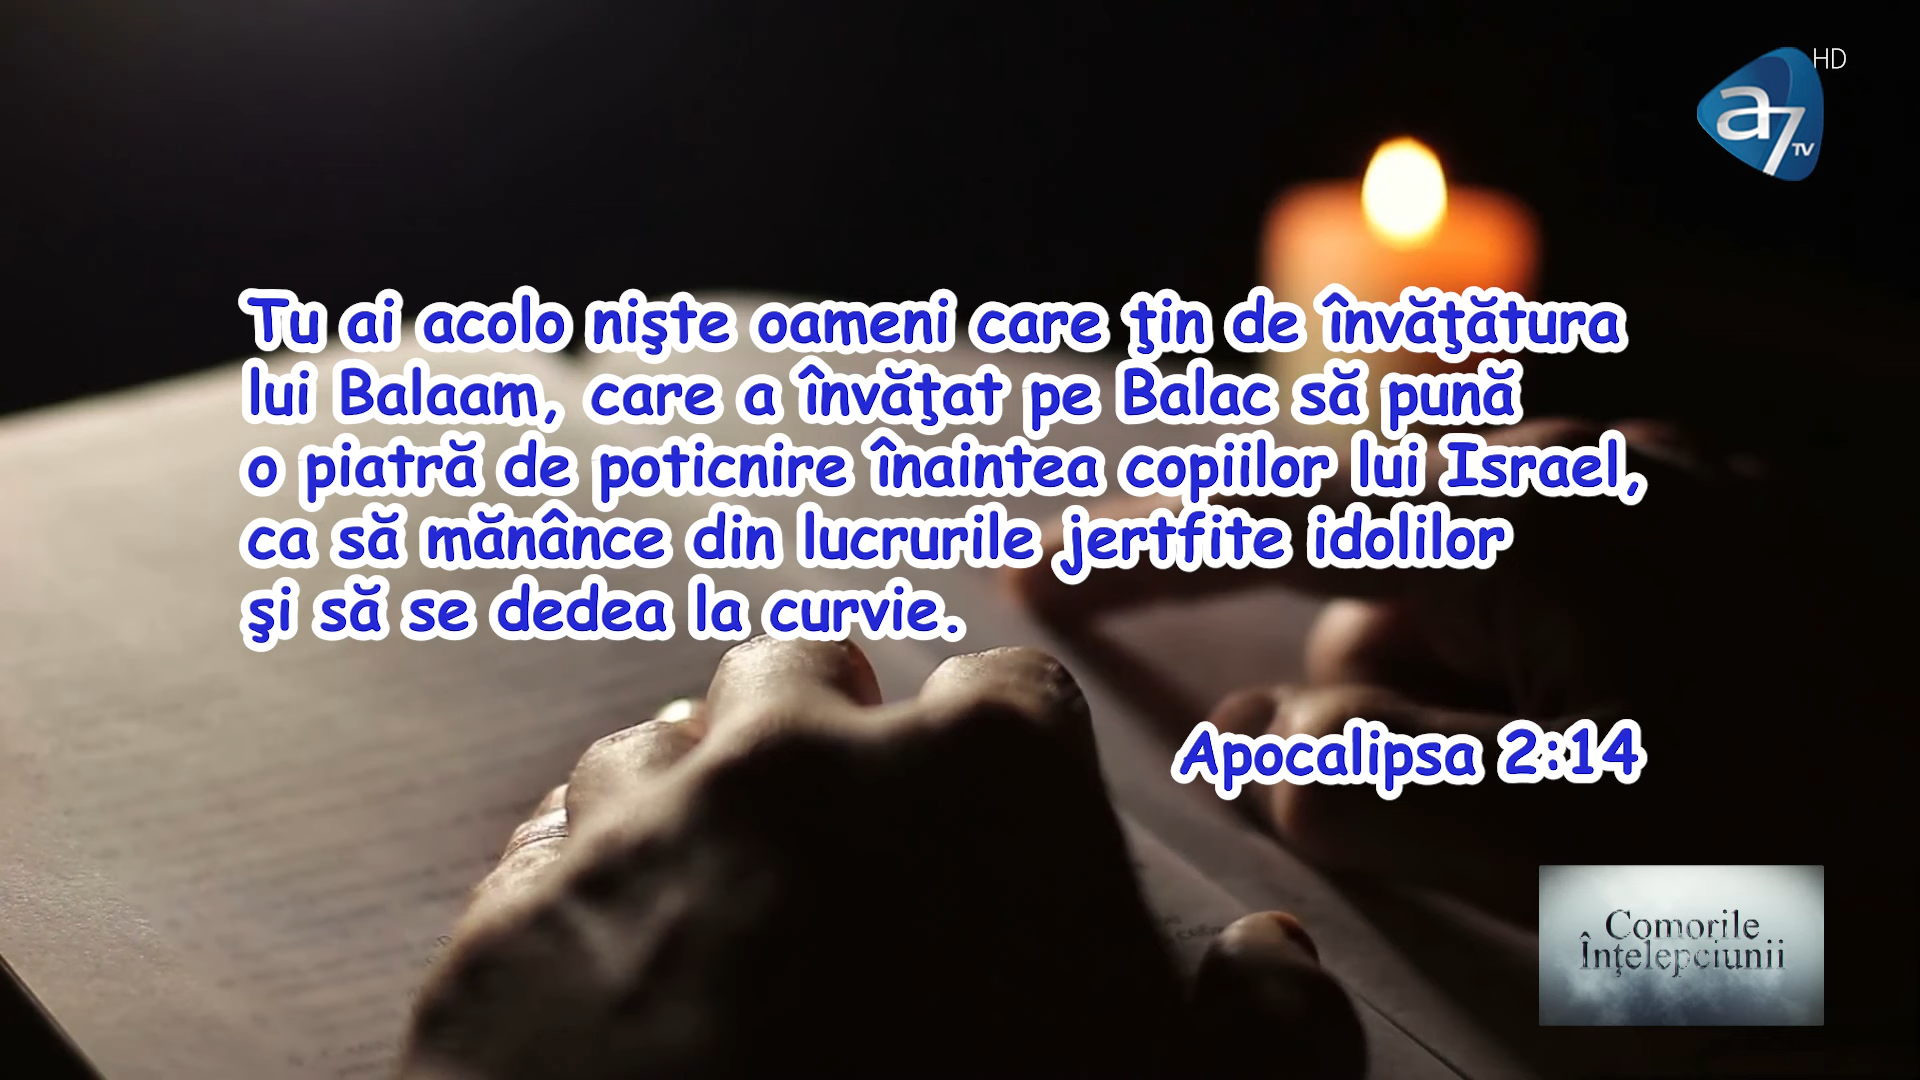 HD
a7
TV
Tu ai acolo nişte oameni care ţin de învăţătura
lui Balaam, care a învăţat pe Balac să pună
o piatră de poticnire înaintea copiilor lui Israel,
ca să mănânce din lucrurile jertfite idolilor
şi să se dedea la curvie.
Apocalipsa 2:14
Comorile
Înţelepciunii